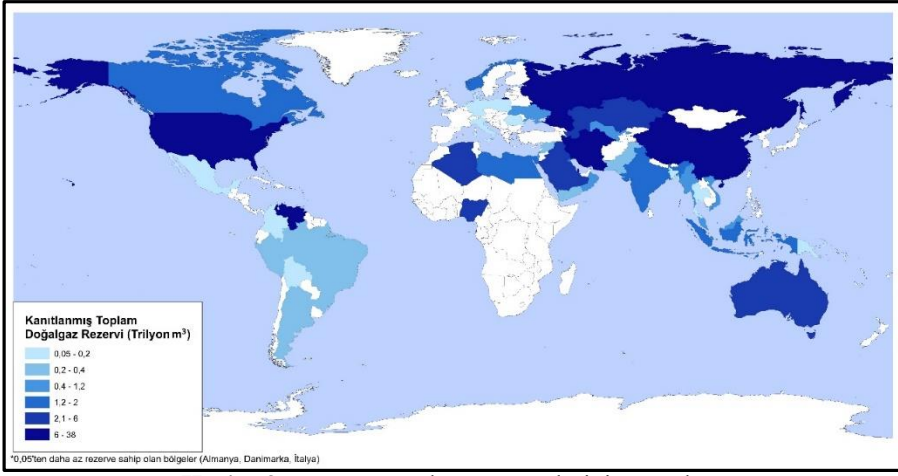 Kanıtlanmış Toplam
Doğalgaz Rezervi (Trilyon m³)
0,05 - 0,2
0,2 - 0,4
0.4 - 1,2
1,2 - 2
2,1 - 6
6 - 38
*0,05'ten daha az rezerve sahip olan bölgeler (Almanya, Danimarka, İtalya)